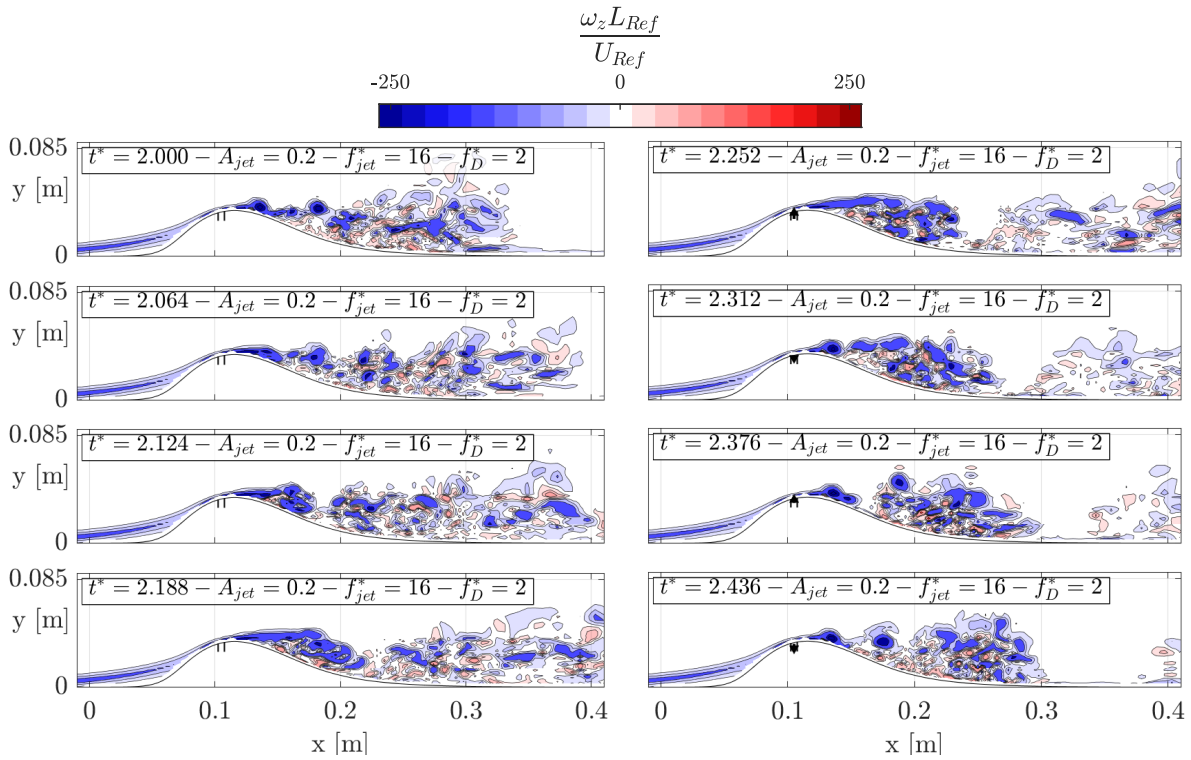 ω_z L_Ref
U_Ref
-250 0 250
0.085 t* = 2.000 − A_jet = 0.2 − f*_jet = 16 − f*_D = 2 t* = 2.252 − A_jet = 0.2 − f*_jet = 16 − f*_D = 2
y [m]
0
0.085 t* = 2.064 − A_jet = 0.2 − f*_jet = 16 − f*_D = 2 t* = 2.312 − A_jet = 0.2 − f*_jet = 16 − f*_D = 2
y [m]
0
0.085 t* = 2.124 − A_jet = 0.2 − f*_jet = 16 − f*_D = 2 t* = 2.376 − A_jet = 0.2 − f*_jet = 16 − f*_D = 2
y [m]
0
0.085 t* = 2.188 − A_jet = 0.2 − f*_jet = 16 − f*_D = 2 t* = 2.436 − A_jet = 0.2 − f*_jet = 16 − f*_D = 2
y [m]
0
0 0.1 0.2 0.3 0.4 0 0.1 0.2 0.3 0.4
x [m] x [m]